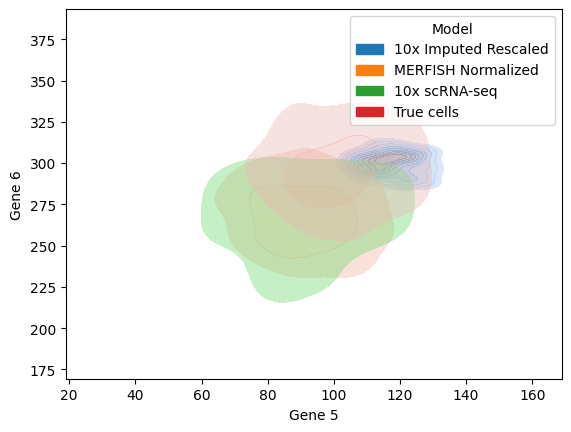 Model
10x Imputed Rescaled
MERFISH Normalized
10x scRNA-seq
True cells
375
350
325
300
275
250
225
200
175
Gene 6
20 40 60 80 100 120 140 160
Gene 5